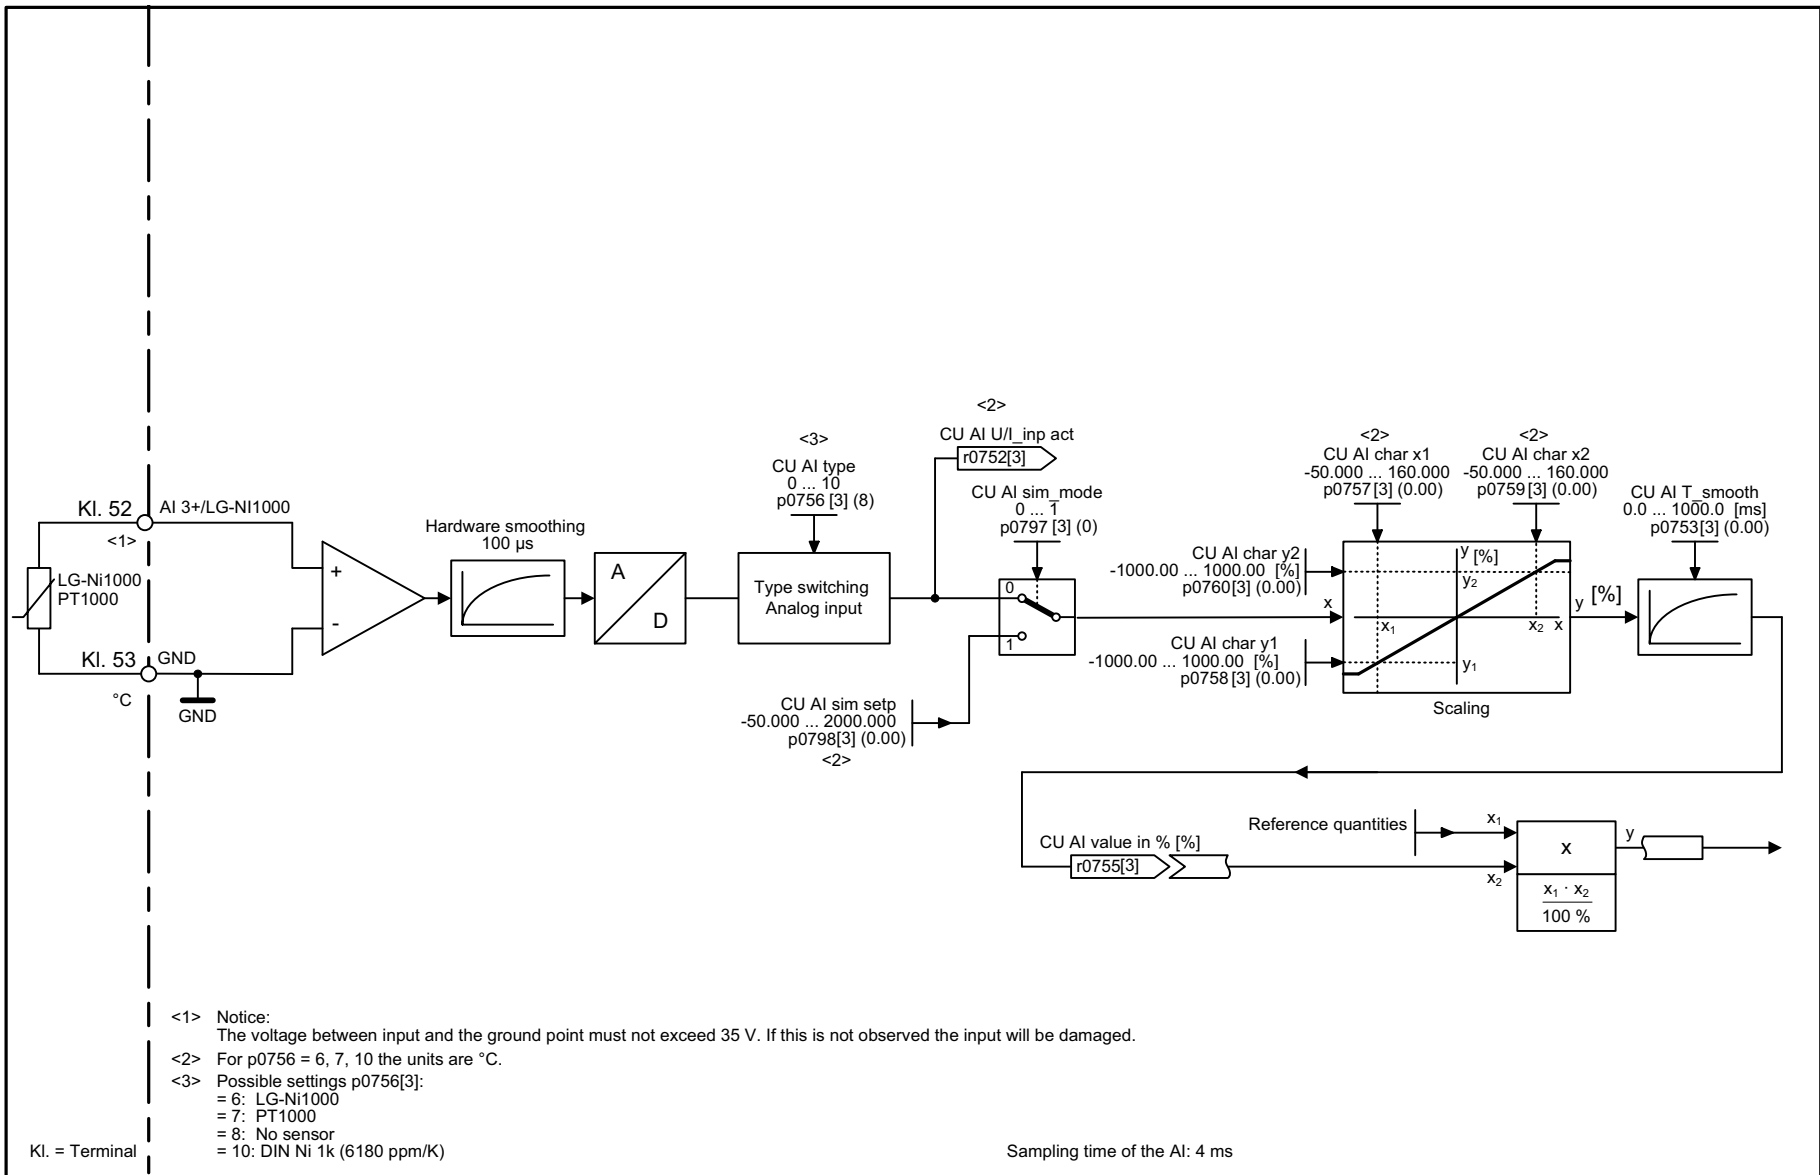 <2>
CU AI U/I_inp act
r0752[3]
<3>
CU AI type
0 ... 10
p0756 [3] (8)
CU AI sim_mode
0 ... 1
p0797 [3] (0)
<2>
CU AI char x1
-50.000 ... 160.000
p0757[3] (0.00)
<2>
CU AI char x2
-50.000 ... 160.000
p0759[3] (0.00)
CU AI T_smooth
0.0 ... 1000.0 [ms]
p0753[3] (0.00)
Kl. 52
<1>
AI 3+/LG-NI1000
LG-Ni1000
PT1000
Kl. 53
GND
°C
GND
+
-
Hardware smoothing
100 µs
A
D
Type switching
Analog input
0
1
CU AI char y2
-1000.00 ... 1000.00 [%]
p0760[3] (0.00)
x
CU AI char y1
-1000.00 ... 1000.00 [%]
p0758 [3] (0.00)
y [%]
y2
x1
x2
x
y1
Scaling
y [%]
CU AI sim setp
-50.000 ... 2000.000
p0798[3] (0.00)
<2>
Reference quantities
x1
CU AI value in % [%]
r0755[3]
x2
x
y
x1 · x2
100 %
<1> Notice:
The voltage between input and the ground point must not exceed 35 V. If this is not observed the input will be damaged.
<2> For p0756 = 6, 7, 10 the units are °C.
<3> Possible settings p0756[3]:
= 6: LG-Ni1000
= 7: PT1000
= 8: No sensor
= 10: DIN Ni 1k (6180 ppm/K)
Kl. = Terminal
Sampling time of the AI: 4 ms